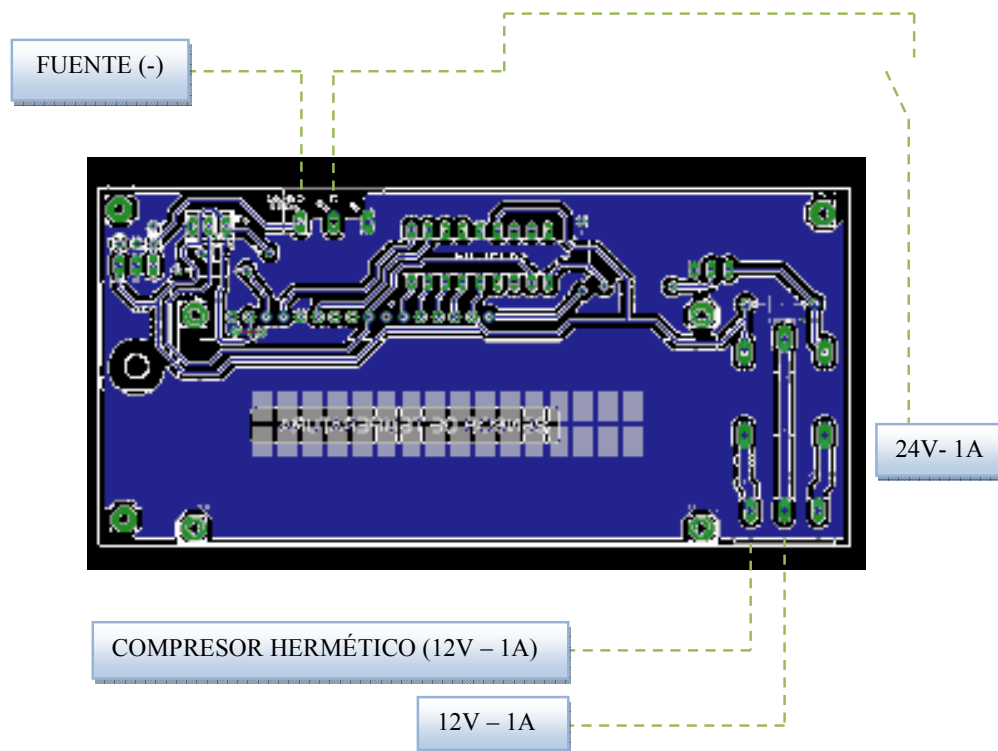 FUENTE (-)
24V- 1A
COMPRESOR HERMÉTICO (12V – 1A)
12V – 1A